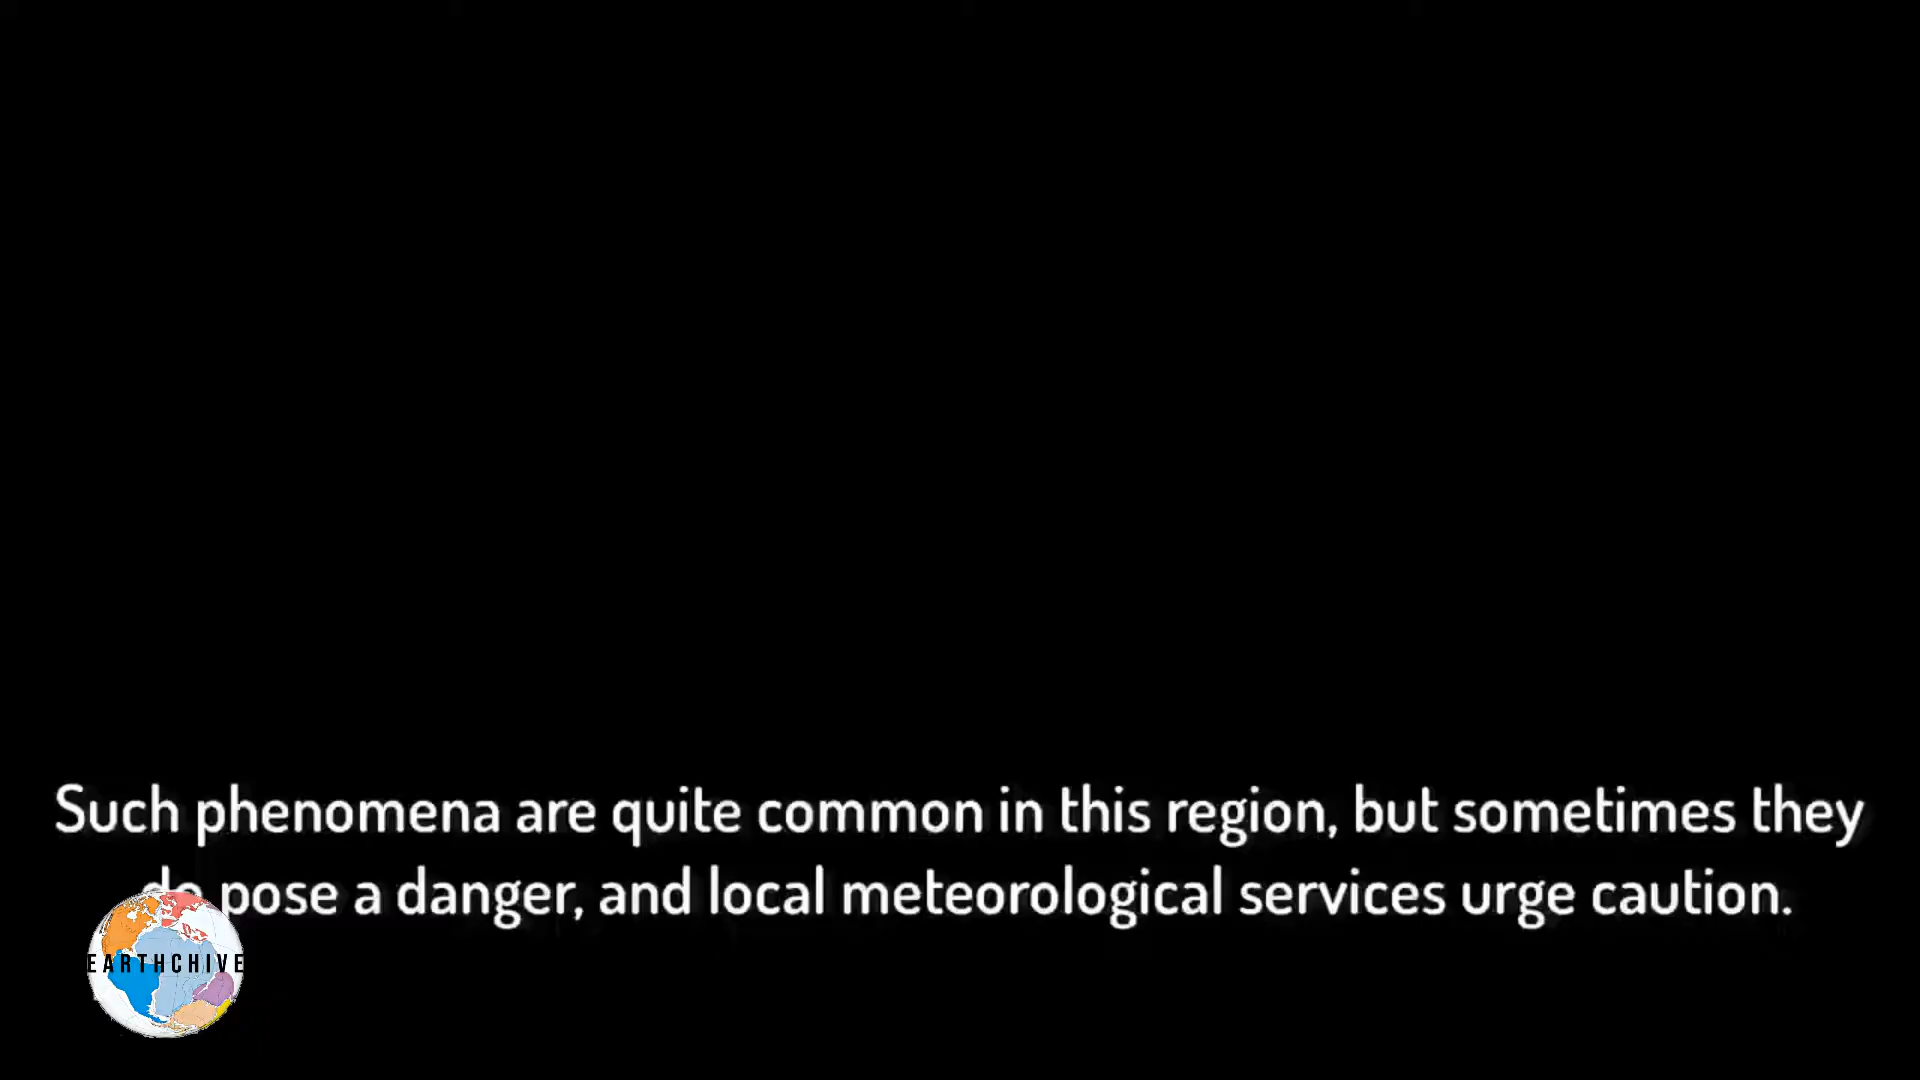 Such phenomena are quite common in this region, but sometimes they
do pose a danger, and local meteorological services urge caution.
EARTHCHIVE